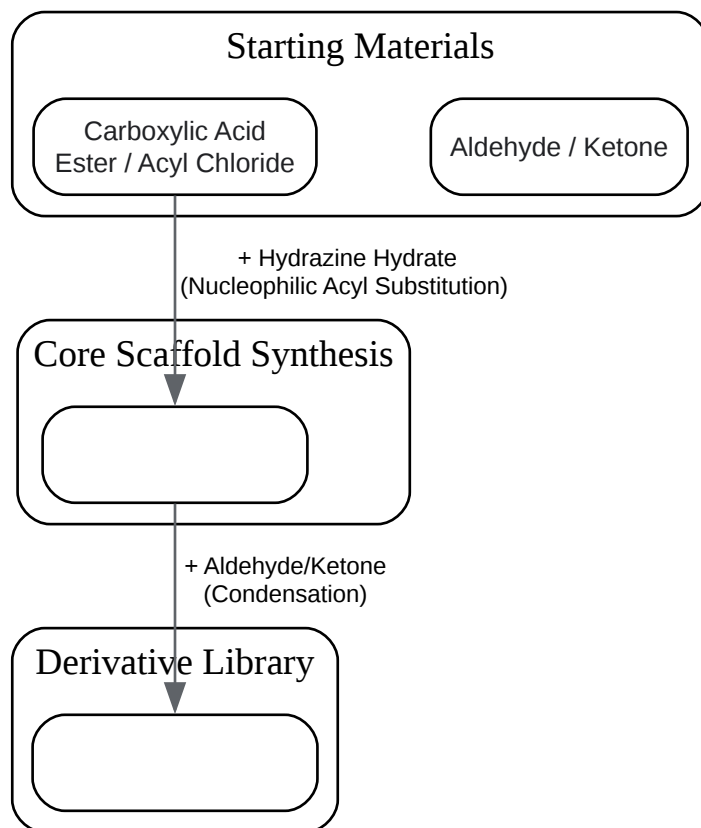 Starting Materials
Carboxylic Acid
Ester / Acyl Chloride
Aldehyde / Ketone
+ Hydrazine Hydrate
(Nucleophilic Acyl Substitution)
Core Scaffold Synthesis
+ Aldehyde/Ketone
(Condensation)
Derivative Library